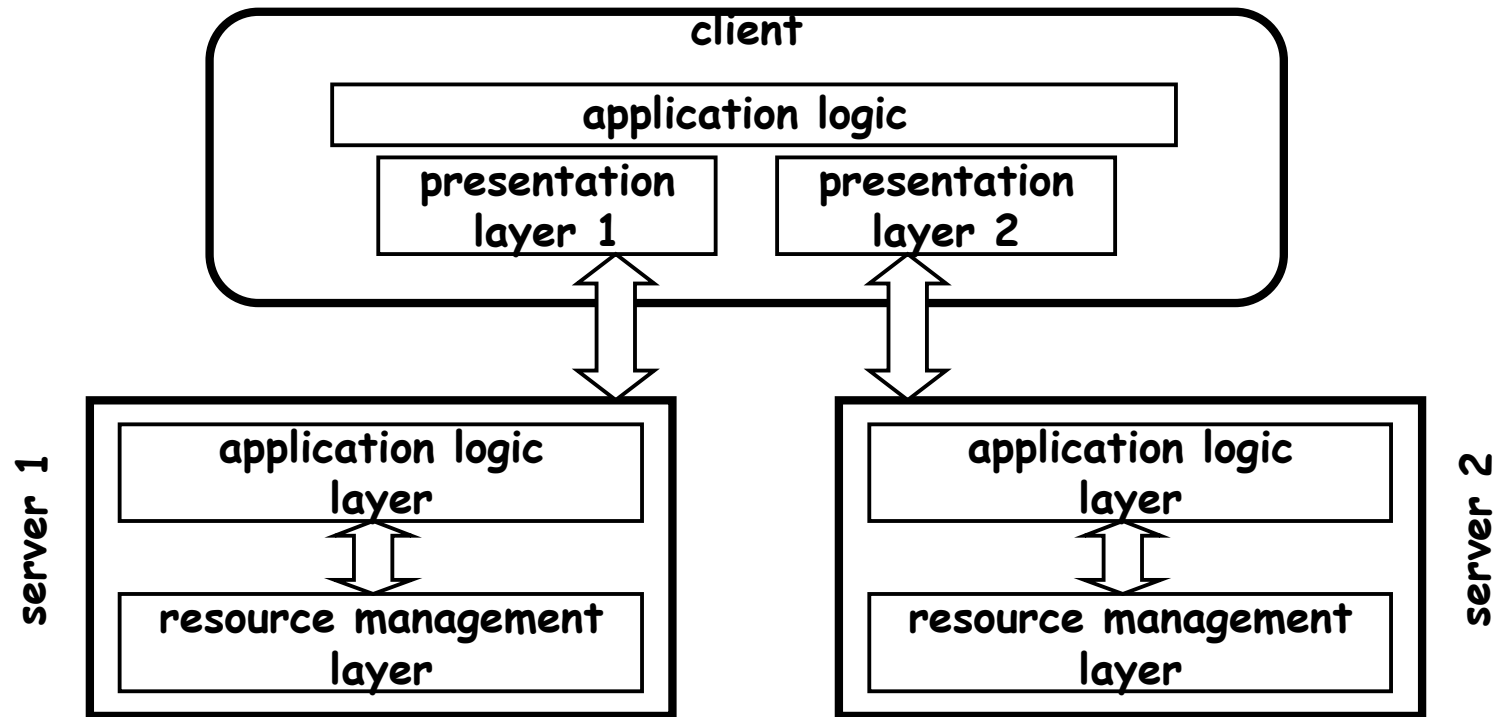 client
application logic
presentation
layer 1
presentation
layer 2
server 1
application logic
layer
resource management
layer
application logic
layer
resource management
layer
server 2